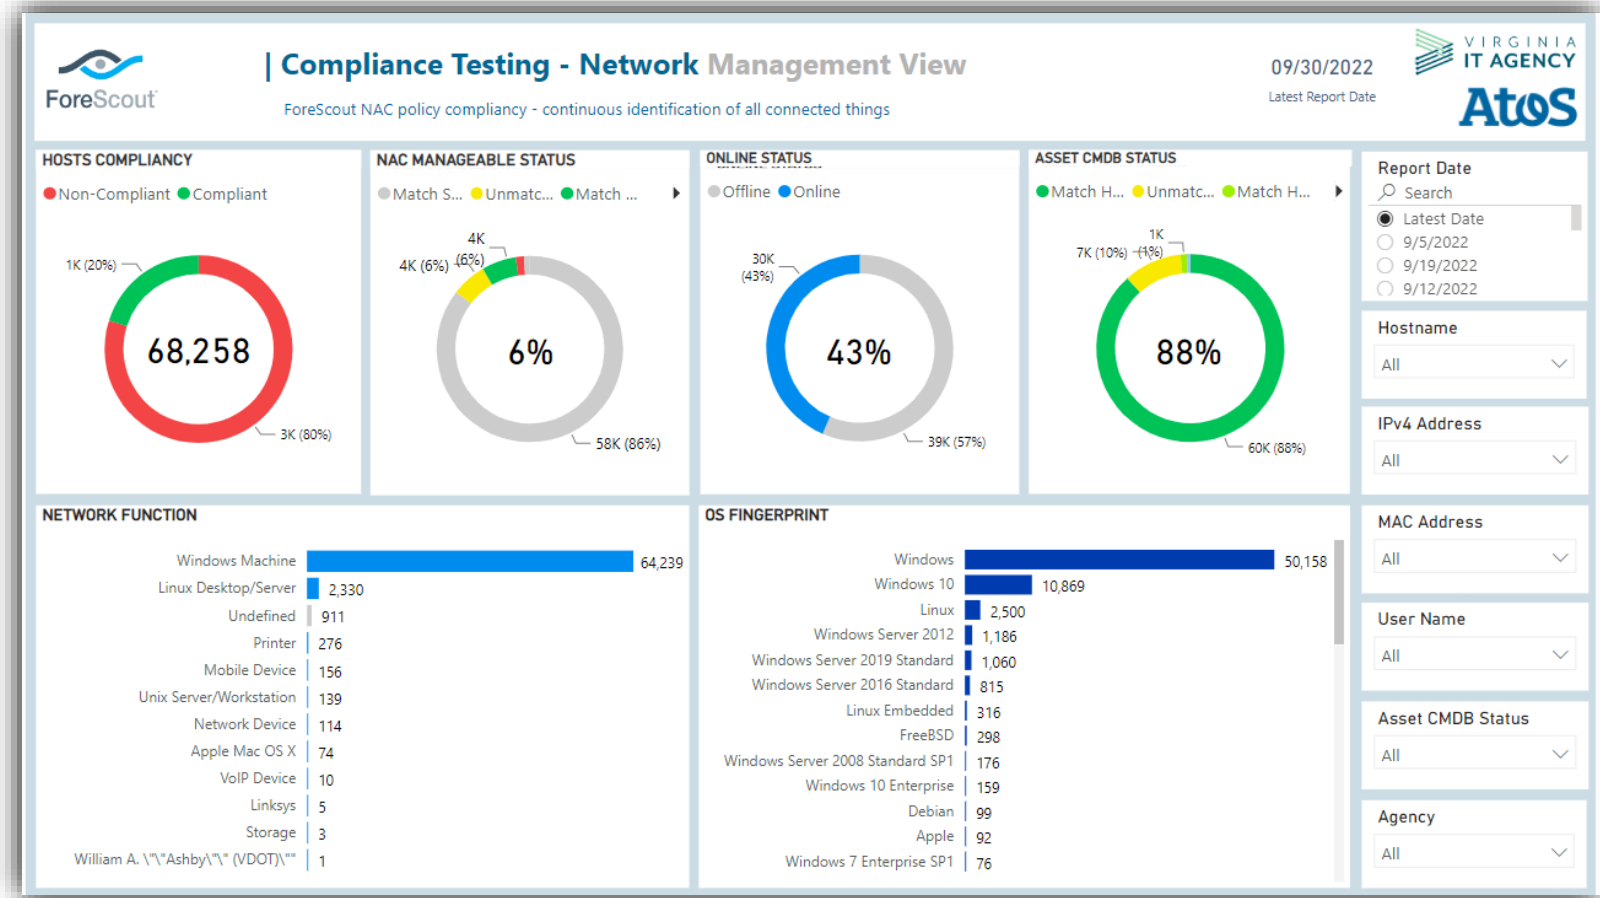 ForeScout
| Compliance Testing - Network Management View
ForeScout NAC policy compliancy - continuous identification of all connected things
09/30/2022
Latest Report Date
VIRGINIA
IT AGENCY
Atos
HOSTS COMPLIANCY
Non-Compliant Compliant
1K (20%)
68,258
3K (80%)
NAC MANAGEABLE STATUS
Match S... Unmatc... Match ...
4K
(6%)
4K (6%)
6%
58K (86%)
ONLINE STATUS
Offline Online
30K
(43%)
43%
39K (57%)
ASSET CMDB STATUS
Match H... Unmatc... Match H...
1K
(1%)
7K (10%)
88%
60K (88%)
Report Date
Search
Latest Date
9/5/2022
9/19/2022
9/12/2022
Hostname
All
IPv4 Address
All
MAC Address
All
User Name
All
Asset CMDB Status
All
Agency
All
NETWORK FUNCTION
Windows Machine 64,239
Linux Desktop/Server 2,330
Undefined 911
Printer 276
Mobile Device 156
Unix Server/Workstation 139
Network Device 114
Apple Mac OS X 74
VoIP Device 10
Linksys 5
Storage 3
William A. \"\"Ashby\"\" (VDOT)\"" 1
OS FINGERPRINT
Windows 50,158
Windows 10 10,869
Linux 2,500
Windows Server 2012 1,186
Windows Server 2019 Standard 1,060
Windows Server 2016 Standard 815
Linux Embedded 316
FreeBSD 298
Windows Server 2008 Standard SP1 176
Windows 10 Enterprise 159
Debian 99
Apple 92
Windows 7 Enterprise SP1 76